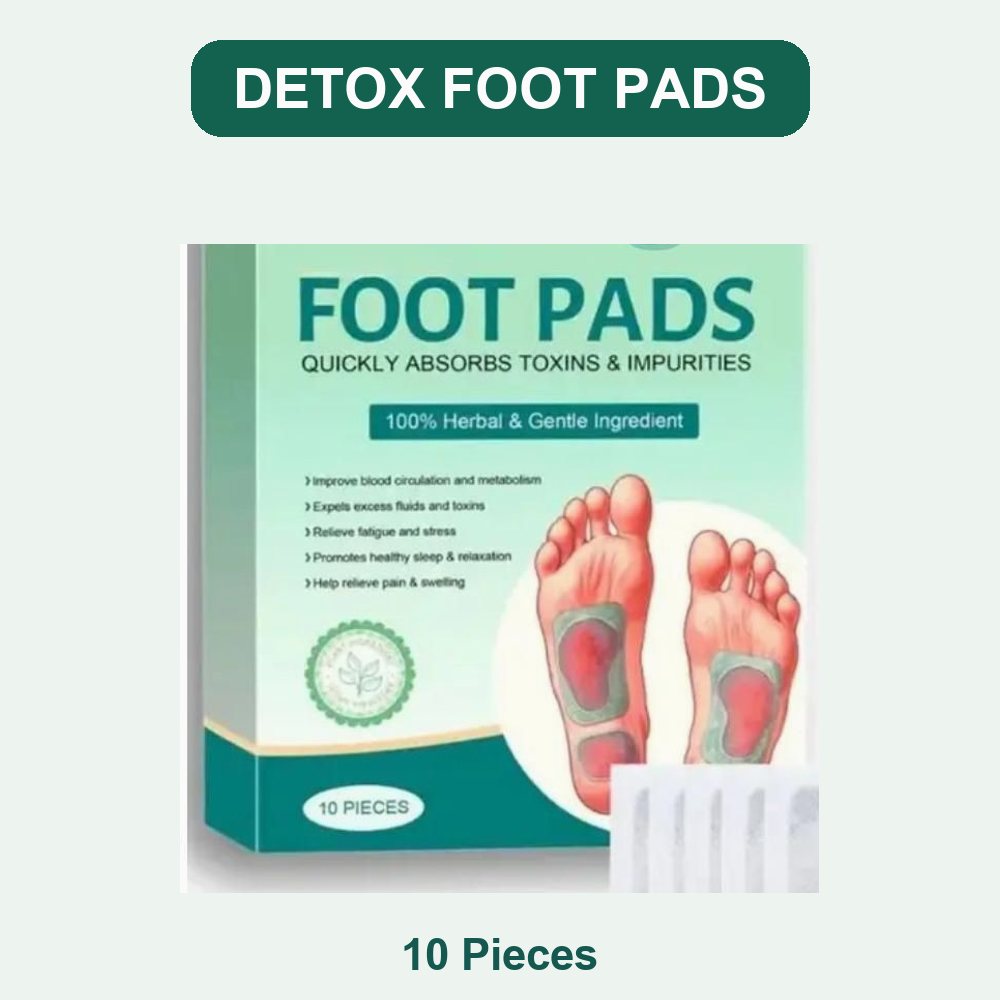 DETOX FOOT PADS
FOOT PADS
QUICKLY ABSORBS TOXINS & IMPURITIES
100% Herbal & Gentle Ingredient
Improve blood circulation and metabolism
Expels excess fluids and toxins
Relieve fatigue and stress
Promotes healthy sleep & relaxation
Help relieve pain & swelling
10 PIECES
10 Pieces